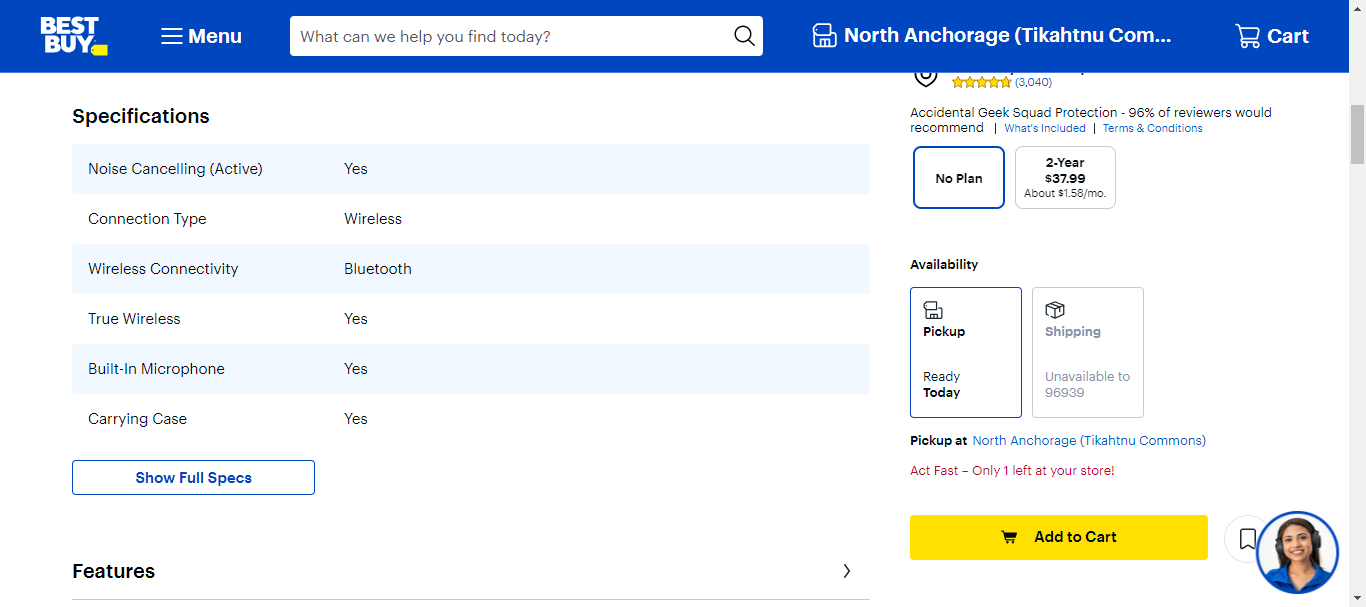 BEST
BUY
Menu
What can we help you find today?
North Anchorage (Tikahtnu Com...
Cart
Specifications
Noise Cancelling (Active) Yes
Connection Type Wireless
Wireless Connectivity Bluetooth
True Wireless Yes
Built-In Microphone Yes
Carrying Case Yes
Show Full Specs
Features
(3,040)
Accidental Geek Squad Protection - 96% of reviewers would
recommend | What's Included | Terms & Conditions
No Plan
2-Year
$37.99
About $1.58/mo.
Availability
Pickup
Ready
Today
Shipping
Unavailable to
96939
Pickup at North Anchorage (Tikahtnu Commons)
Act Fast – Only 1 left at your store!
Add to Cart